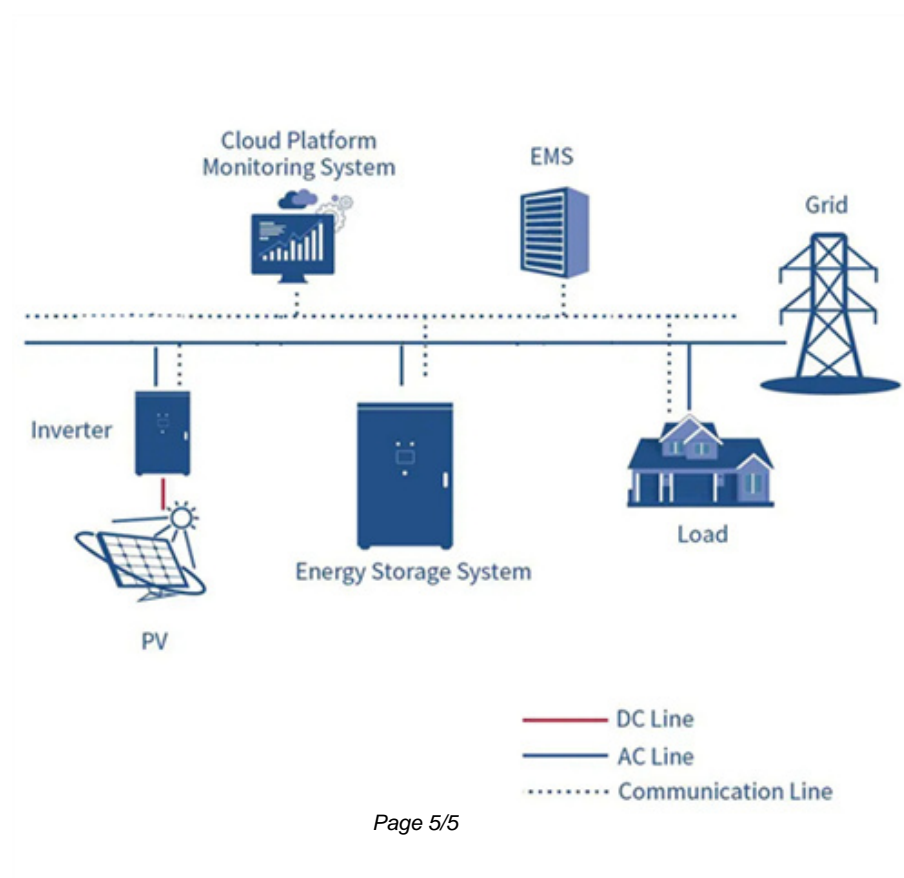 Cloud Platform
Monitoring System
EMS
Grid
Inverter
Load
Energy Storage System
PV
DC Line
AC Line
Communication Line
Page 5/5